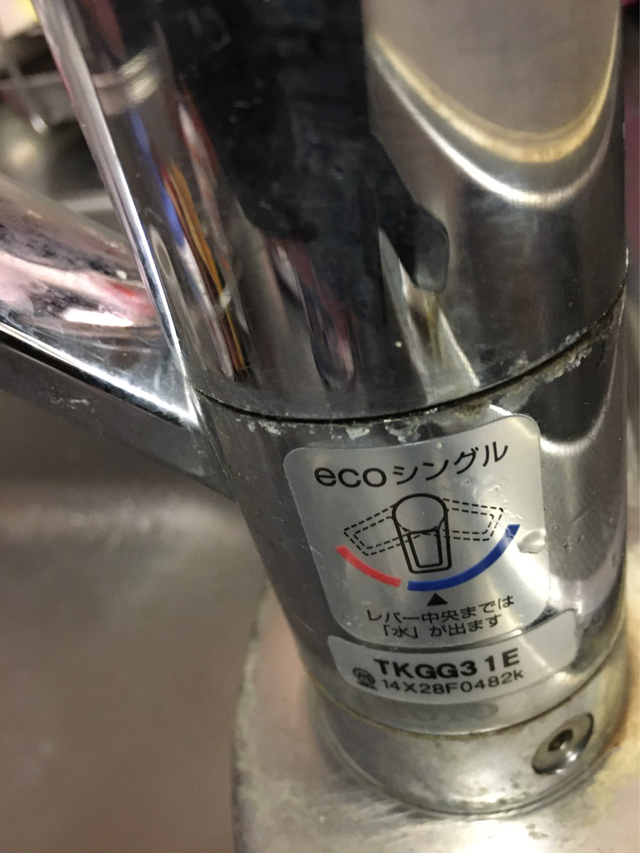 ecoシングル
レバー中央までは
「水」が出ます
TKGG31E
14X28F0482k
TOTO